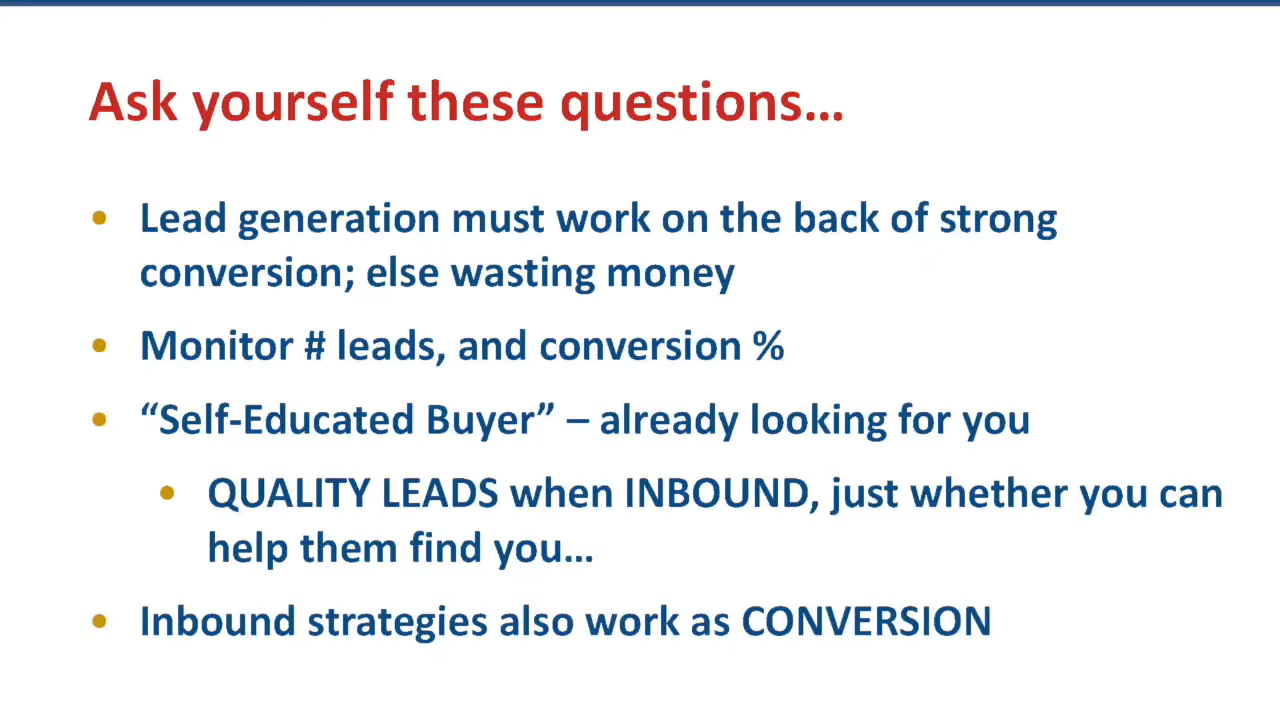 Ask yourself these questions…
• Lead generation must work on the back of strong
conversion; else wasting money
• Monitor # leads, and conversion %
• “Self-Educated Buyer” – already looking for you
• QUALITY LEADS when INBOUND, just whether you can
help them find you…
• Inbound strategies also work as CONVERSION